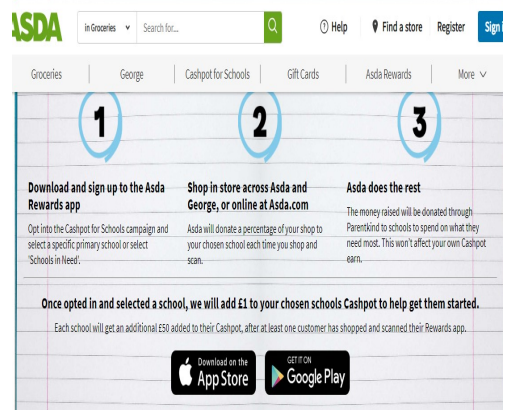 ASDA
in Groceries
Search for...
Help
Find a store
Register
Sign
Groceries
George
Cashpot for Schools
Gift Cards
Asda Rewards
More
1
2
3
Download and sign up to the Asda
Rewards app
Opt into the Cashpot for Schools campaign and
select a specific primary school or select
'Schools in Need'.
Shop in store across Asda and
George, or online at Asda.com
Asda will donate a percentage of your shop to
your chosen school each time you shop and
scan.
Asda does the rest
The money raised will be donated through
Parentkind to schools to spend on what they
need most. This won't affect your own Cashpot
earn.
Once opted in and selected a school, we will add £1 to your chosen schools Cashpot to help get them started.
Each school will get an additional £50 added to their Cashpot, after at least one customer has shopped and scanned their Rewards app.
Download on the
App Store
GET IT ON
Google Play